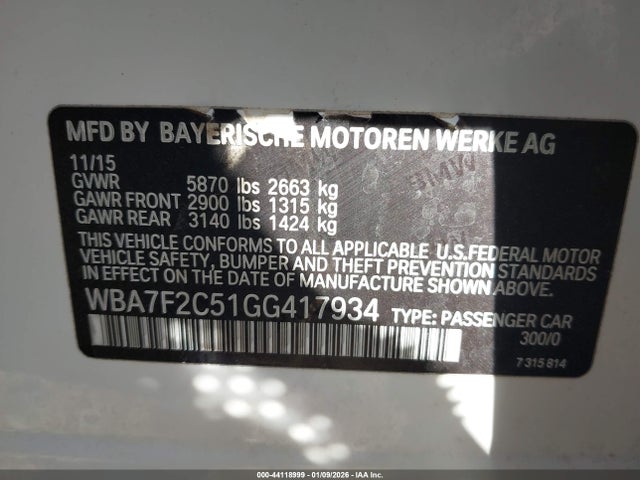 MFD BY BAYERISCHE MOTOREN WERKE AG
11/15
GVWR 5870 lbs 2663 kg
GAWR FRONT 2900 lbs 1315 kg
GAWR REAR 3140 lbs 1424 kg
THIS VEHICLE CONFORMS TO ALL APPLICABLE U.S.FEDERAL MOTOR
VEHICLE SAFETY, BUMPER AND THEFT PREVENTION STANDARDS
IN EFFECT ON THE DATE OF MANUFACTURE SHOWN ABOVE.
WBA7F2C51GG417934 TYPE: PASSENGER CAR
300/0
7 315 814
000-44118999 · 01/09/2026 · IAA Inc.